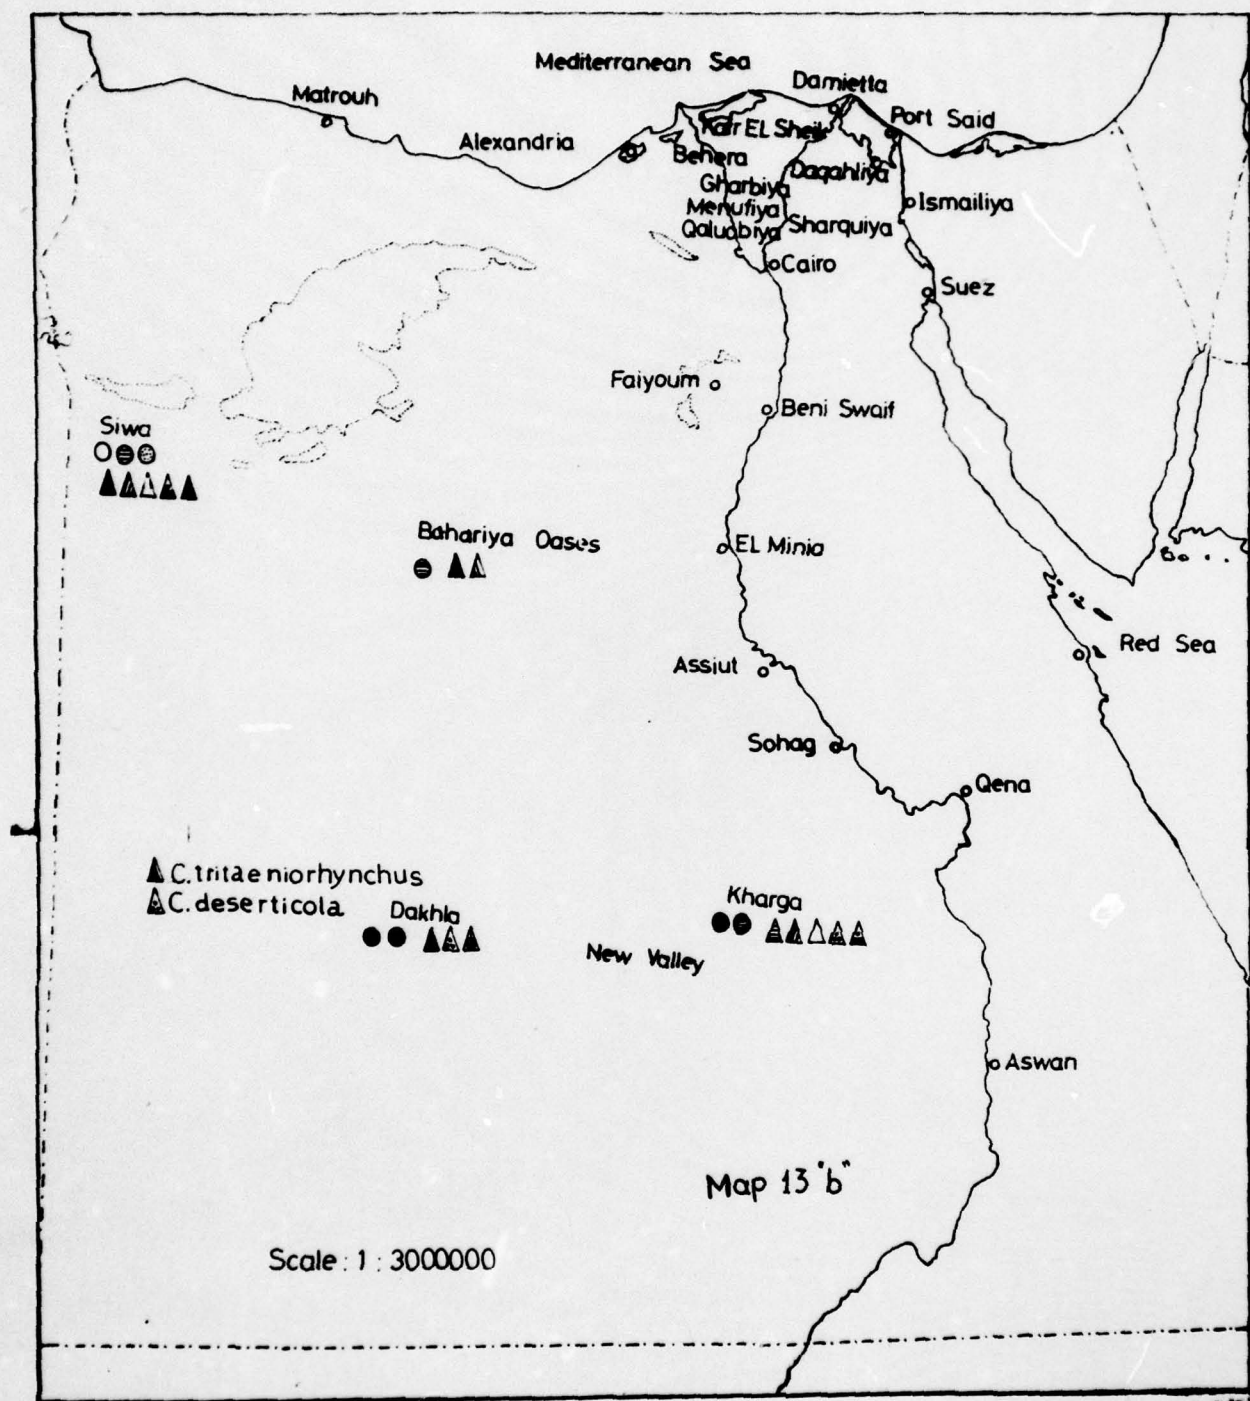 Mediterranean Sea
Damietta
Matrouh
Port Said
Kafr EL Sheik
Alexandria
Behera
Daqahliya
Gharbiya
Ismailiya
Menufiya
Sharquiya
Qaluobiya
Cairo
Suez
Faiyoum
Beni Swaif
Siwa
Bahariya Oases
EL Minia
Red Sea
Assiut
Sohag
Qena
C.tritaeniorhynchus
C.deserticola
Dakhla
Kharga
New Valley
Aswan
Map 13 "b"
Scale : 1 : 3000000